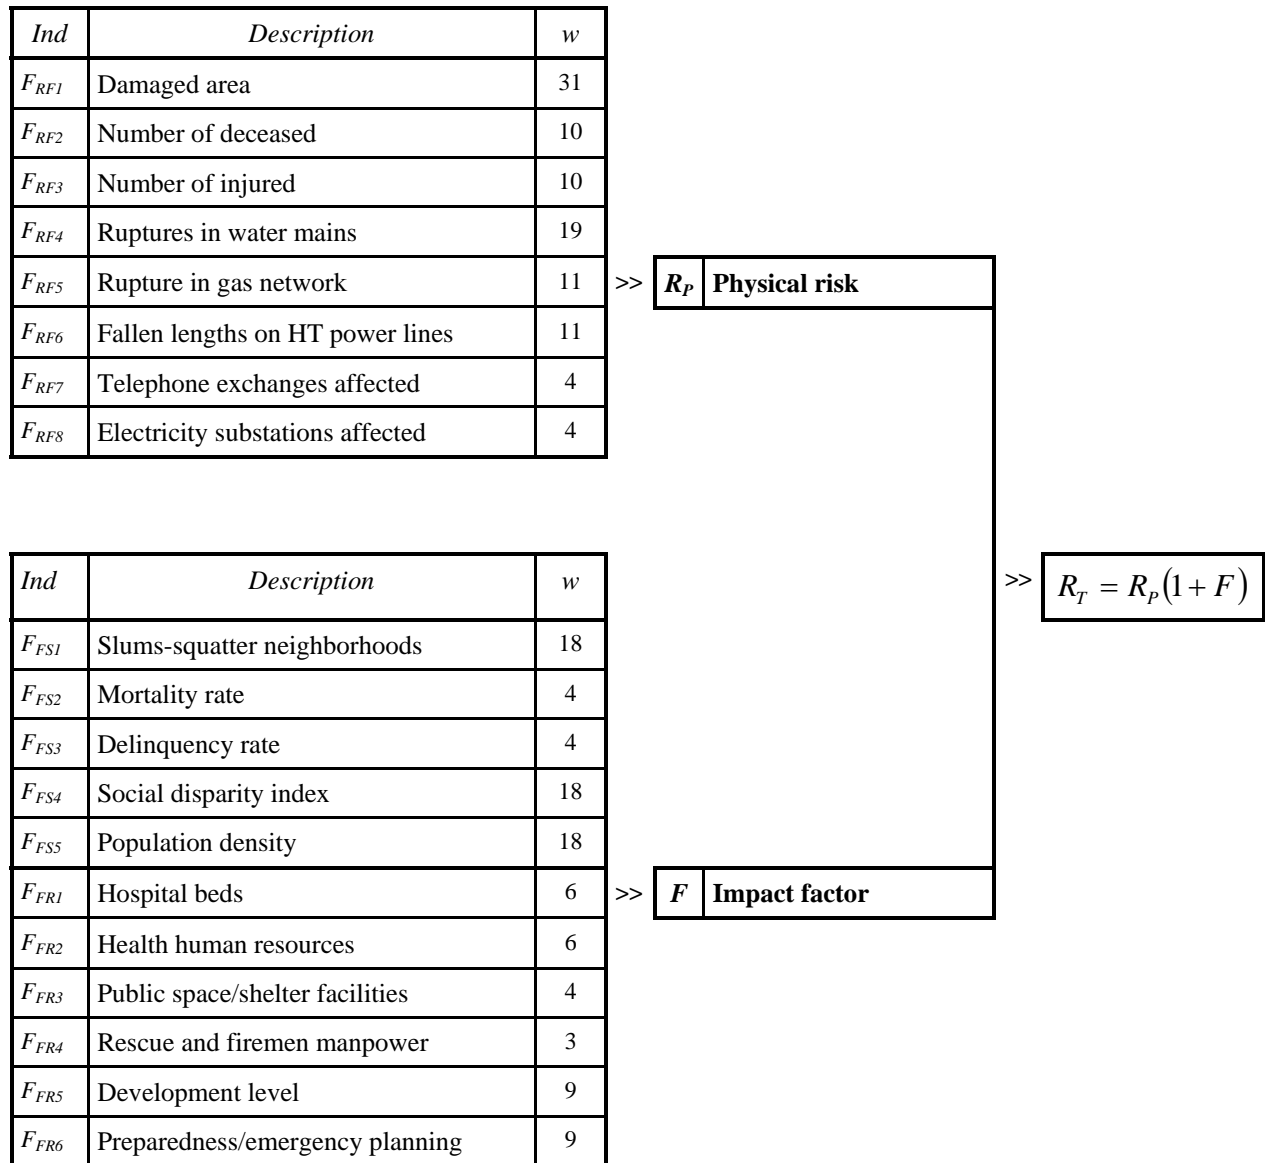 Ind Description w
F_RF1 Damaged area 31
F_RF2 Number of deceased 10
F_RF3 Number of injured 10
F_RF4 Ruptures in water mains 19
F_RF5 Rupture in gas network 11 >> R_P Physical risk
F_RF6 Fallen lengths on HT power lines 11
F_RF7 Telephone exchanges affected 4
F_RF8 Electricity substations affected 4
Ind Description w
>> R_T = R_P(1 + F)
F_FS1 Slums-squatter neighborhoods 18
F_FS2 Mortality rate 4
F_FS3 Delinquency rate 4
F_FS4 Social disparity index 18
F_FS5 Population density 18
F_FR1 Hospital beds 6 >> F Impact factor
F_FR2 Health human resources 6
F_FR3 Public space/shelter facilities 4
F_FR4 Rescue and firemen manpower 3
F_FR5 Development level 9
F_FR6 Preparedness/emergency planning 9